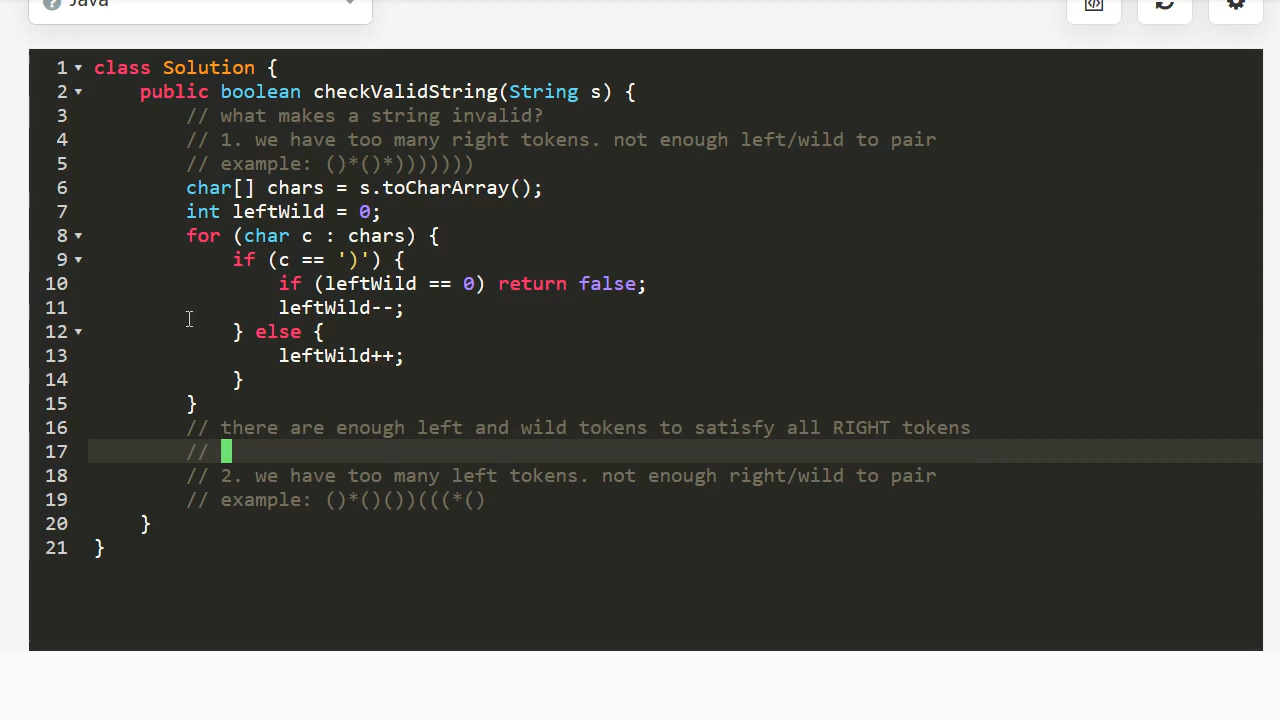 Java
1 class Solution {
2 public boolean checkValidString(String s) {
3 // what makes a string invalid?
4 // 1. we have too many right tokens. not enough left/wild to pair
5 // example: ()*()*)))))))
6 char[] chars = s.toCharArray();
7 int leftWild = 0;
8 for (char c : chars) {
9 if (c == ')') {
10 if (leftWild == 0) return false;
11 leftWild--;
12 } else {
13 leftWild++;
14 }
15 }
16 // there are enough left and wild tokens to satisfy all RIGHT tokens
17 //
18 // 2. we have too many left tokens. not enough right/wild to pair
19 // example: ()*()())(((*()
20 }
21 }